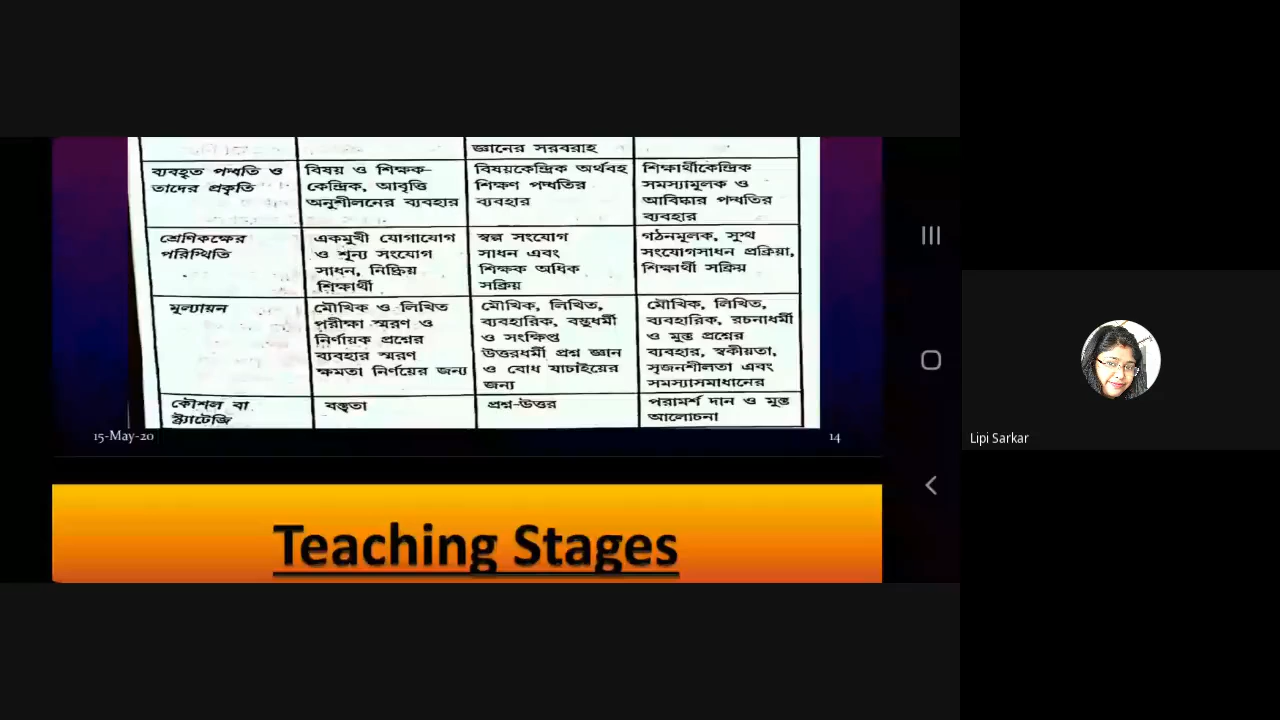 জ্ঞানের সরবরাহ
ব্যবহৃত পদ্ধতি ও
তাদের প্রকৃতি
বিষয় ও শিক্ষক-
কেন্দ্রিক, আবৃত্তি
অনুশীলনের ব্যবহার
বিষয়কেন্দ্রিক অর্থবহ
শিক্ষণ পদ্ধতির
ব্যবহার
শিক্ষার্থীকেন্দ্রিক
সমস্যামূলক ও
আবিষ্কার পদ্ধতির
ব্যবহার
শ্রেণিকক্ষের
পরিস্থিতি
একমুখী যোগাযোগ
ও শূন্য সংযোগ
সাধন, নিষ্ক্রিয়
শিক্ষার্থী
স্বল্প সংযোগ
সাধন এবং
শিক্ষক অধিক
সক্রিয়
গঠনমূলক, সুস্থ
সংযোগসাধন প্রক্রিয়া,
শিক্ষার্থী সক্রিয়
মূল্যায়ন
মৌখিক ও লিখিত
পরীক্ষা স্মরণ ও
নির্ণায়ক প্রশ্নের
ব্যবহার স্মরণ
ক্ষমতা নির্ণয়ের জন্য
মৌখিক, লিখিত,
ব্যবহারিক, বস্তুধর্মী
ও সংক্ষিপ্ত
উত্তরধর্মী প্রশ্ন জ্ঞান
ও বোধ যাচাইয়ের
জন্য
মৌখিক, লিখিত,
ব্যবহারিক, রচনাধর্মী
ও মুক্ত প্রশ্নের
ব্যবহার, স্বকীয়তা,
সৃজনশীলতা এবং
সমস্যাসমাধানের
কৌশল বা
স্ট্র্যাটেজি
বক্তৃতা
প্রশ্ন-উত্তর
পরামর্শ দান ও মুক্ত
আলোচনা
15-May-20
14
Teaching Stages
Lipi Sarkar